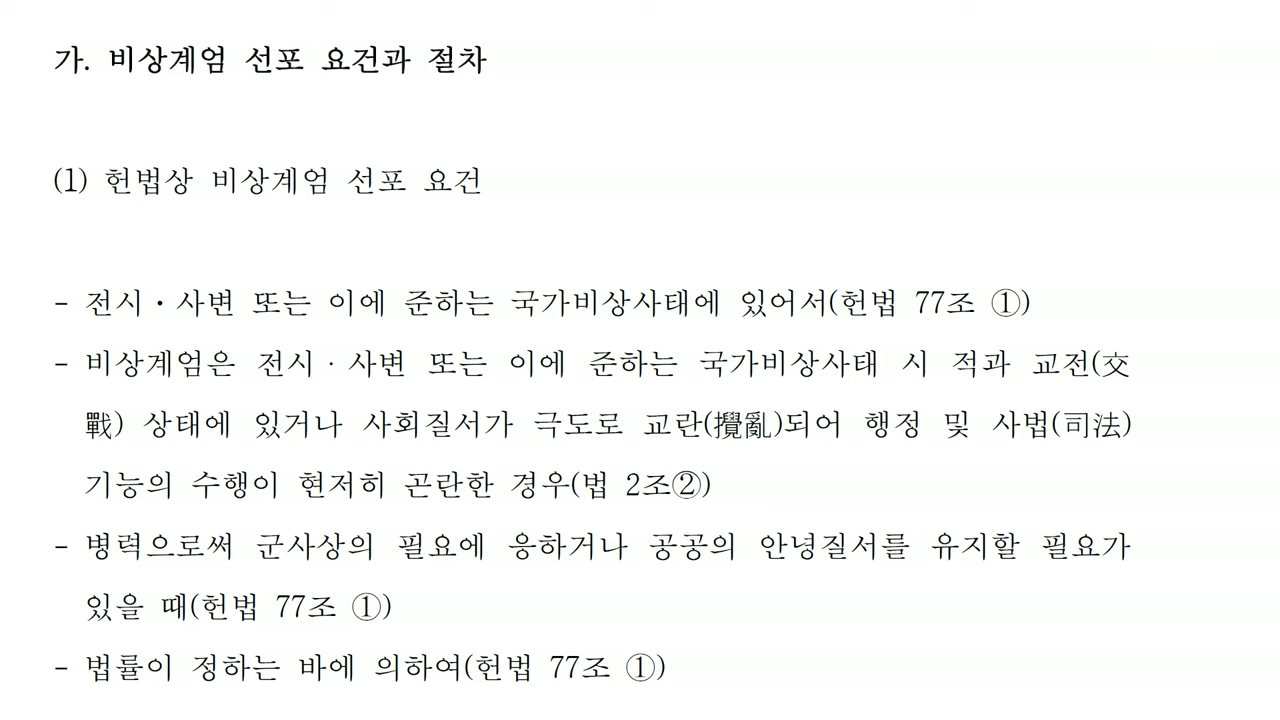 가. 비상계엄 선포 요건과 절차
(1) 헌법상 비상계엄 선포 요건
- 전시・사변 또는 이에 준하는 국가비상사태에 있어서(헌법 77조 ①)
- 비상계엄은 전시ㆍ사변 또는 이에 준하는 국가비상사태 시 적과 교전(交
戰) 상태에 있거나 사회질서가 극도로 교란(攪亂)되어 행정 및 사법(司法)
기능의 수행이 현저히 곤란한 경우(법 2조②)
- 병력으로써 군사상의 필요에 응하거나 공공의 안녕질서를 유지할 필요가
있을 때(헌법 77조 ①)
- 법률이 정하는 바에 의하여(헌법 77조 ①)